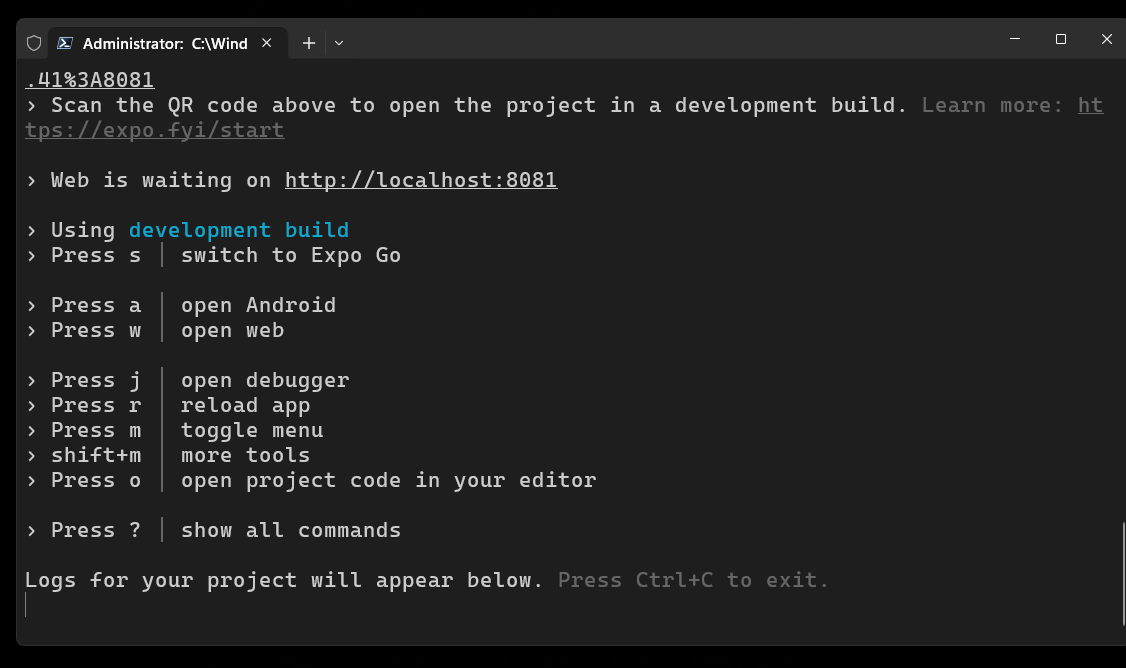 Administrator: C:\Wind
.41%3A8081
› Scan the QR code above to open the project in a development build. Learn more: ht
tps://expo.fyi/start
› Web is waiting on http://localhost:8081
› Using development build
› Press s │ switch to Expo Go
› Press a │ open Android
› Press w │ open web
› Press j │ open debugger
› Press r │ reload app
› Press m │ toggle menu
› shift+m │ more tools
› Press o │ open project code in your editor
› Press ? │ show all commands
Logs for your project will appear below. Press Ctrl+C to exit.